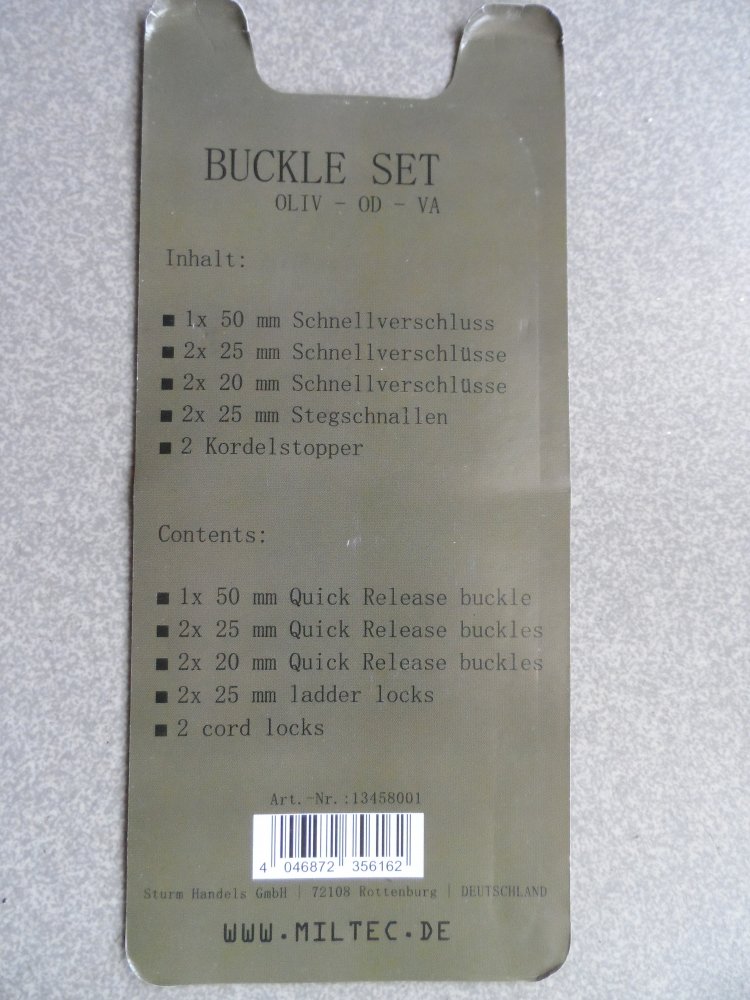 BUCKLE SET
OLIV - OD - VA
Inhalt:
■ 1x 50 mm Schnellverschluss
■ 2x 25 mm Schnellverschlüsse
■ 2x 20 mm Schnellverschlüsse
■ 2x 25 mm Stegschnallen
■ 2 Kordelstopper
Contents:
■ 1x 50 mm Quick Release buckle
■ 2x 25 mm Quick Release buckles
■ 2x 20 mm Quick Release buckles
■ 2x 25 mm ladder locks
■ 2 cord locks
Art.-Nr.:13458001
4 046872 356162
Sturm Handels GmbH | 72108 Rottenburg | DEUTSCHLAND
WWW.MILTEC.DE